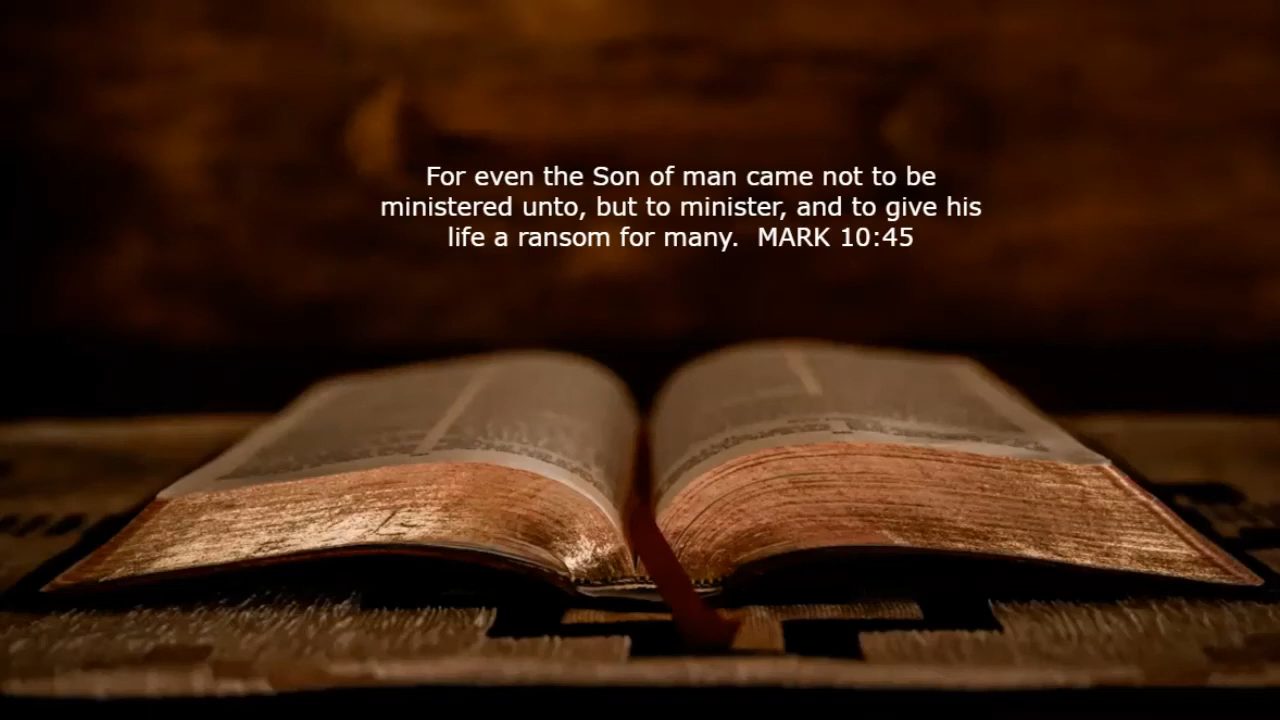 For even the Son of man came not to be
ministered unto, but to minister, and to give his
life a ransom for many.  MARK 10:45